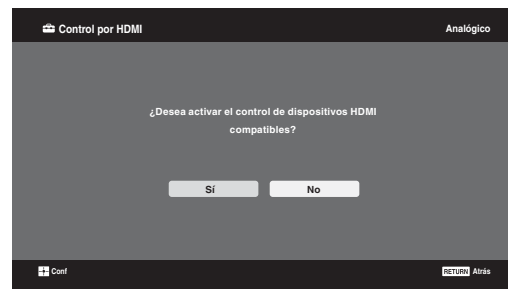 Control por HDMI
Analógico
¿Desea activar el control de dispositivos HDMI
compatibles?
Sí
No
Conf
RETURN Atrás